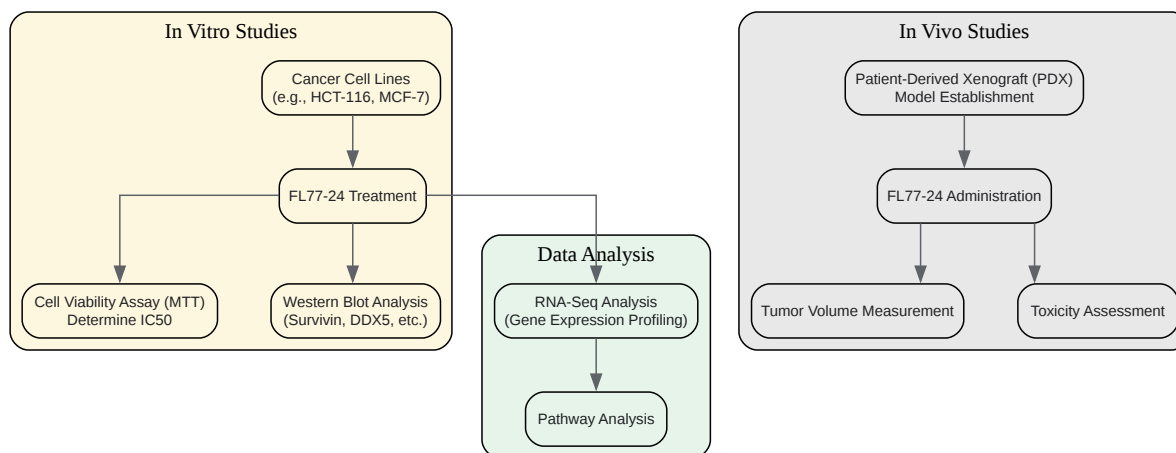 In Vitro Studies
Cancer Cell Lines
(e.g., HCT-116, MCF-7)
FL77-24 Treatment
Cell Viability Assay (MTT)
Determine IC50
Western Blot Analysis
(Survivin, DDX5, etc.)
Data Analysis
RNA-Seq Analysis
(Gene Expression Profiling)
Pathway Analysis
In Vivo Studies
Patient-Derived Xenograft (PDX)
Model Establishment
FL77-24 Administration
Tumor Volume Measurement
Toxicity Assessment